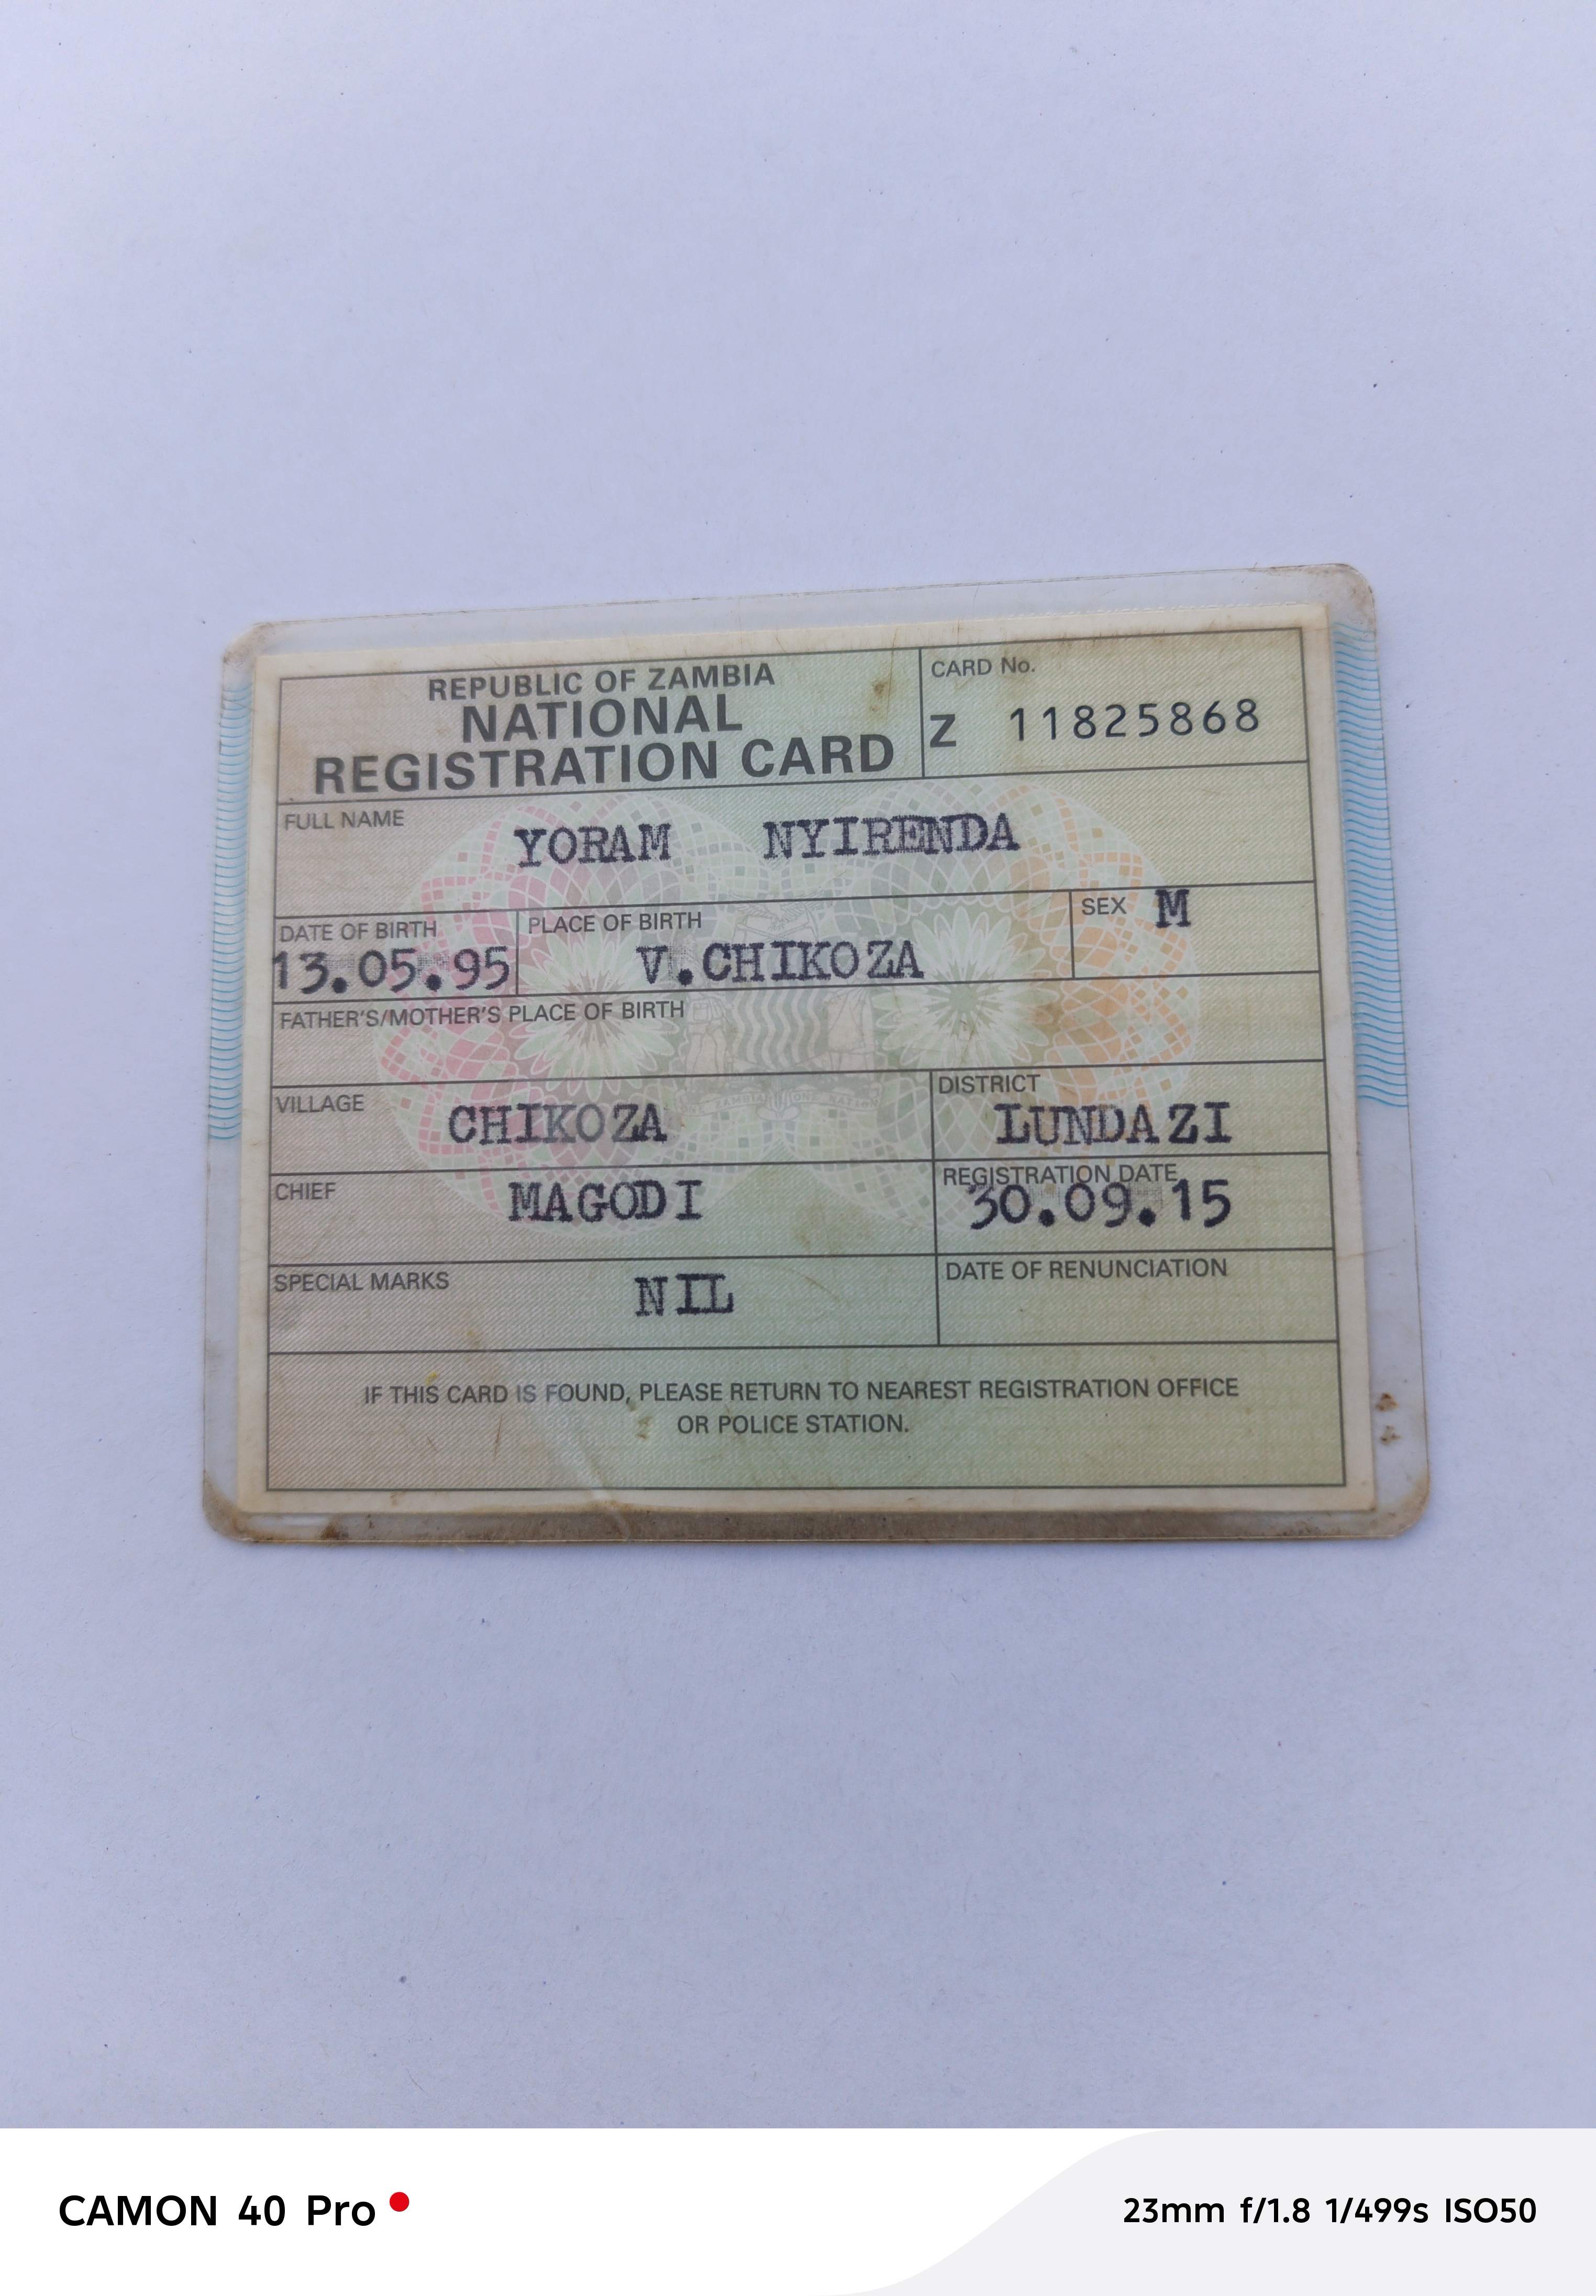 REPUBLIC OF ZAMBIA
NATIONAL
REGISTRATION CARD
CARD No.
Z 11825868
FULL NAME
YORAM NYIRENDA
DATE OF BIRTH
13.05.95
PLACE OF BIRTH
V.CHIKOZA
SEX M
FATHER'S/MOTHER'S PLACE OF BIRTH
VILLAGE
CHIKOZA
DISTRICT
LUNDAZI
CHIEF
MAGODI
REGISTRATION DATE
30.09.15
SPECIAL MARKS
NIL
DATE OF RENUNCIATION
IF THIS CARD IS FOUND, PLEASE RETURN TO NEAREST REGISTRATION OFFICE
OR POLICE STATION.
CAMON 40 Pro
23mm f/1.8 1/499s ISO50